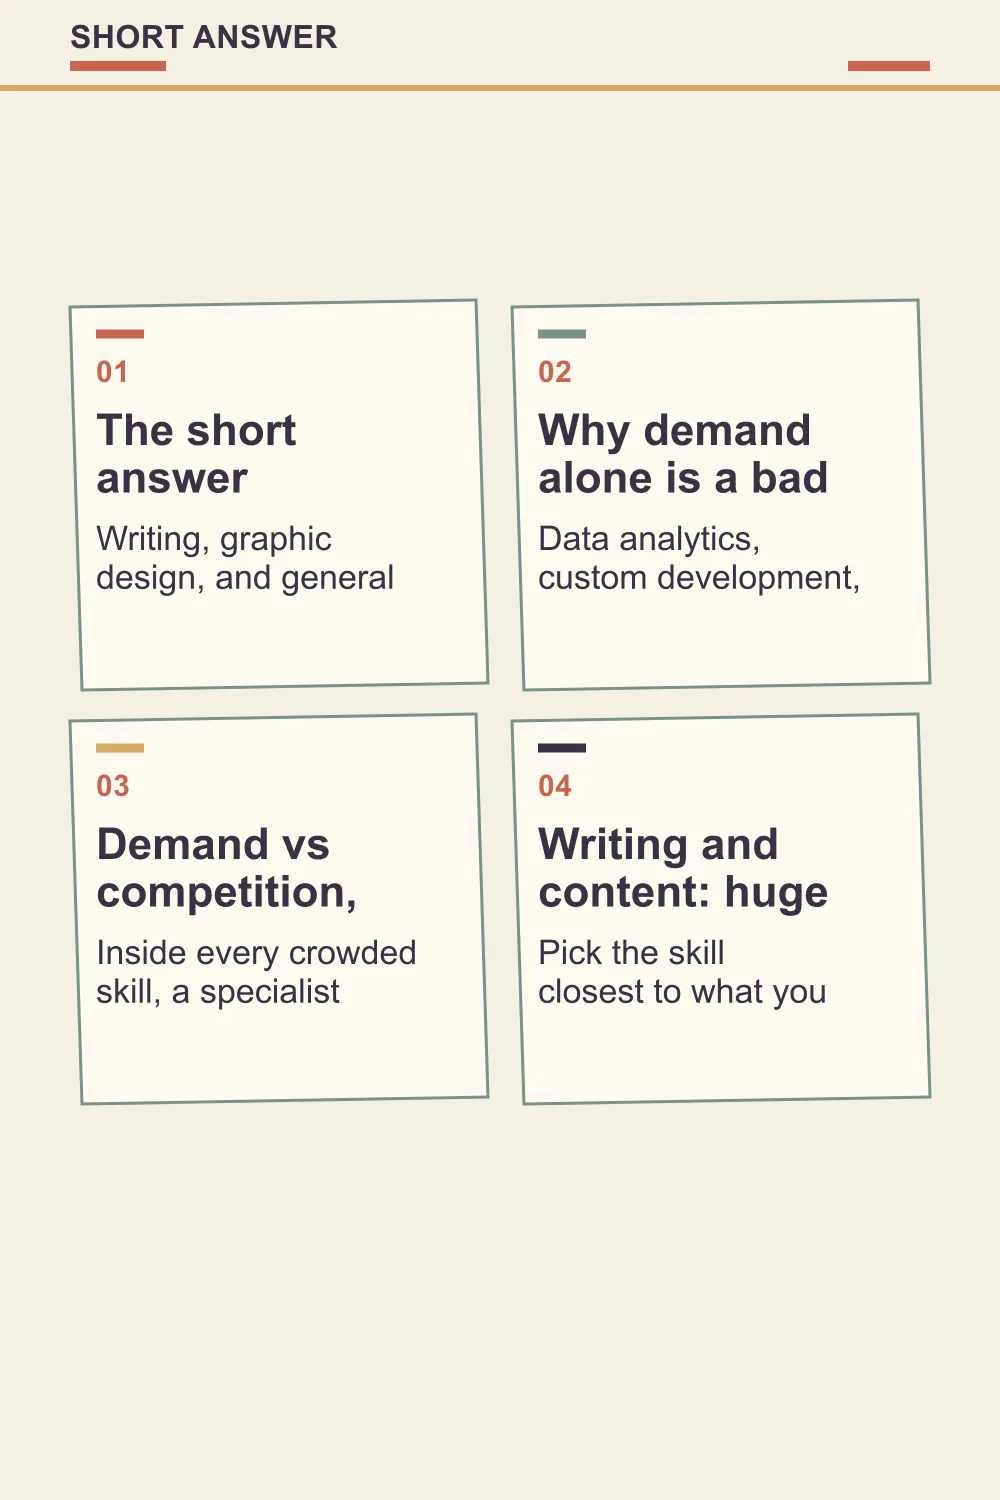 SHORT ANSWER
01
The short
answer
Writing, graphic
design, and general
02
Why demand
alone is a bad
Data analytics,
custom development,
03
Demand vs
competition,
Inside every crowded
skill, a specialist
04
Writing and
content: huge
Pick the skill
closest to what you